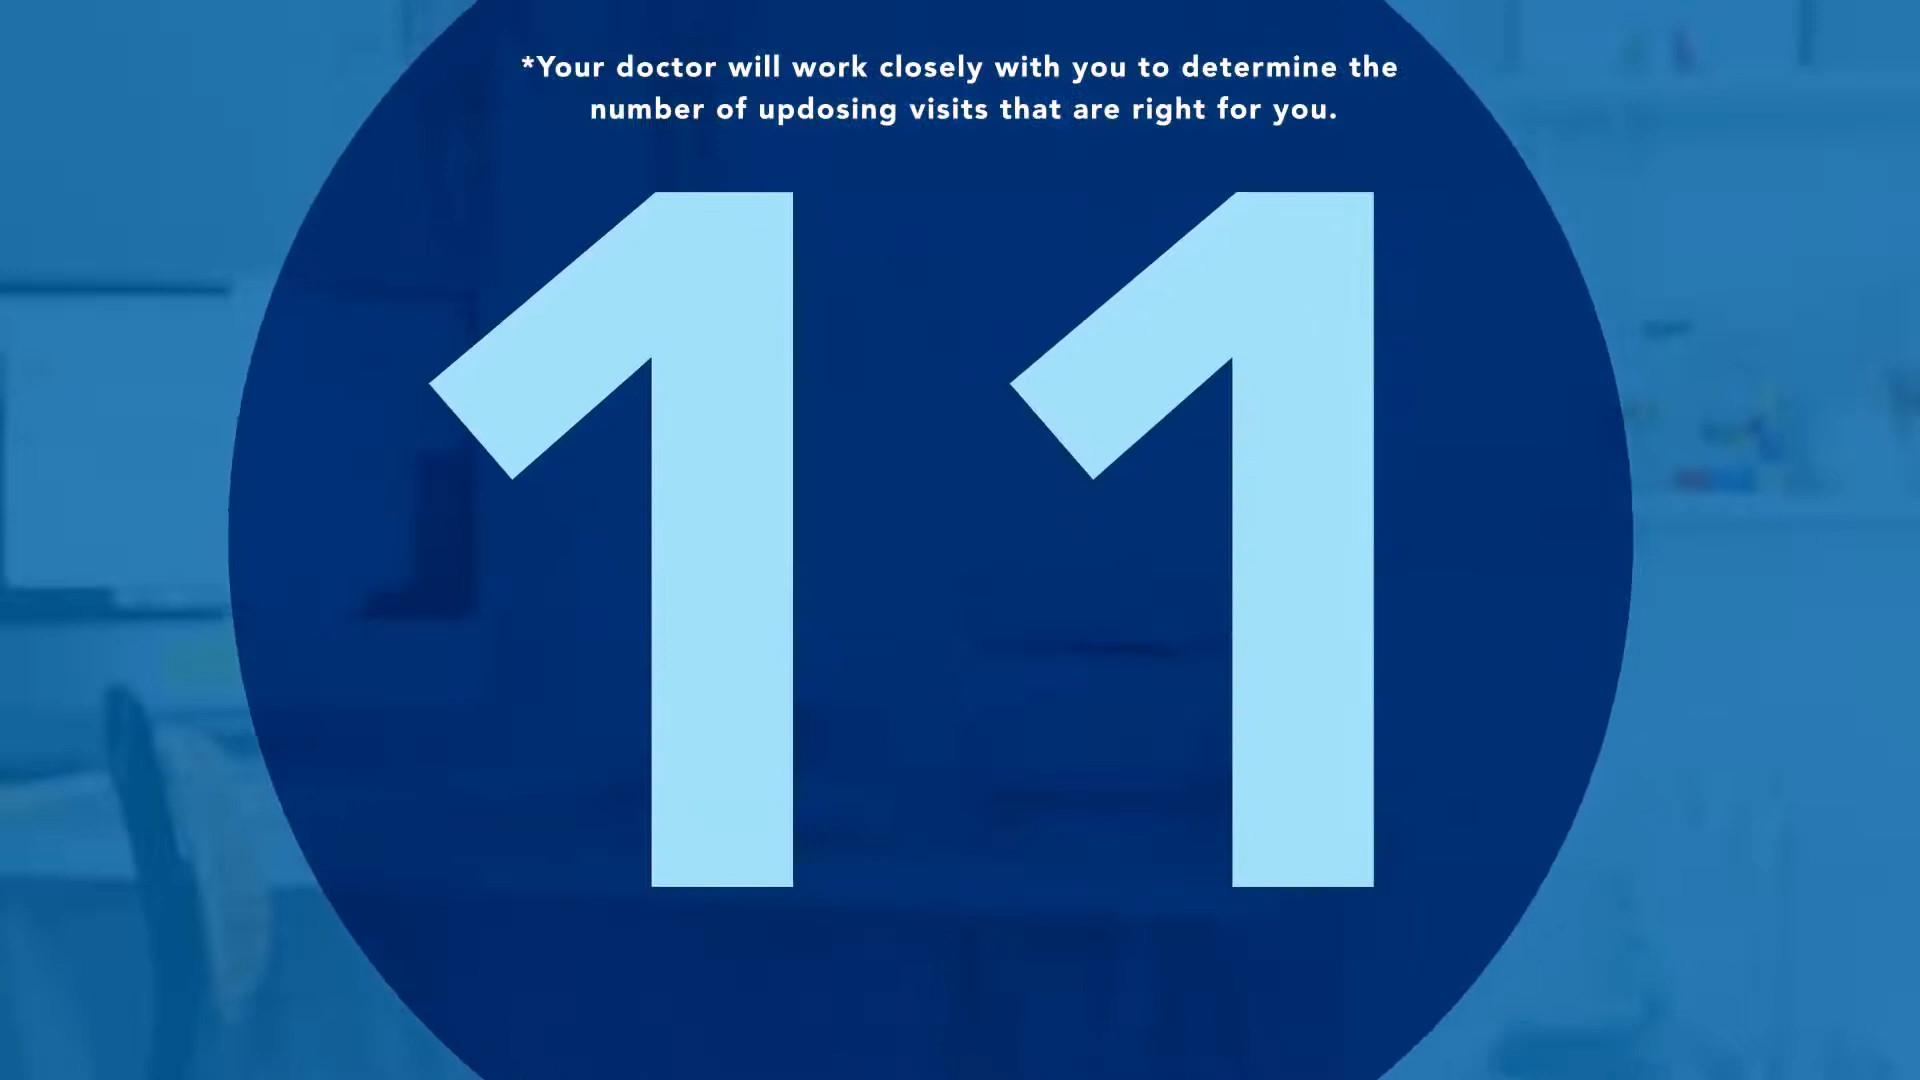 *Your doctor will work closely with you to determine the
number of updosing visits that are right for you.
11